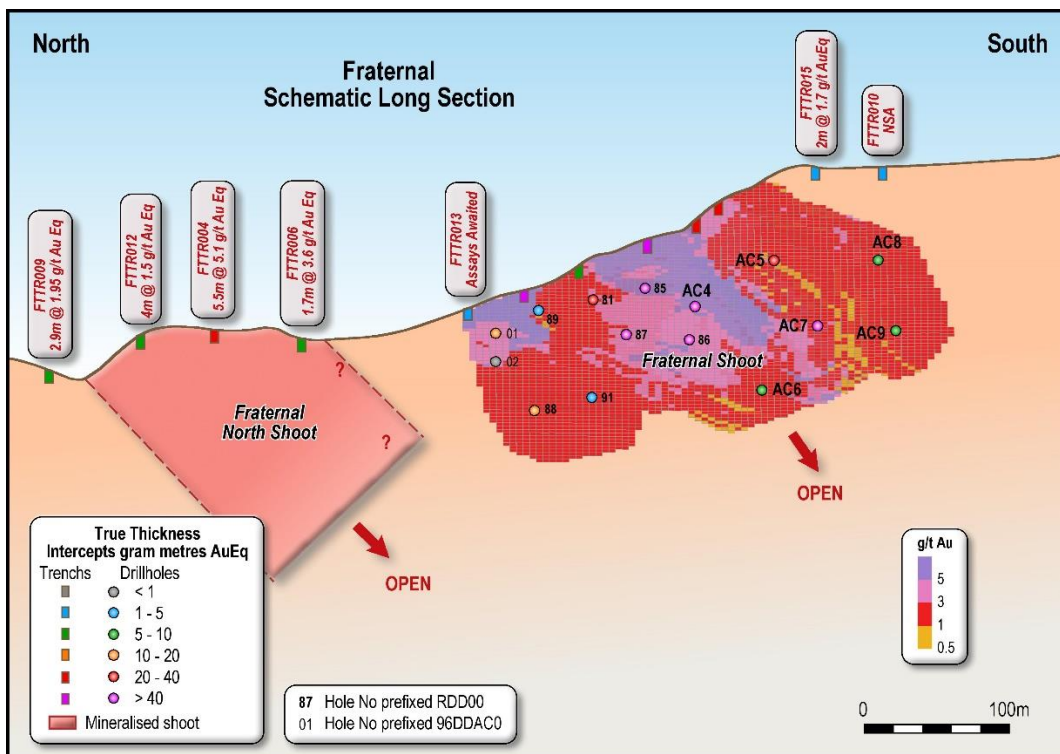 North
South
Fraternal
Schematic Long Section
FTTR009
2.9m @ 1.95 g/t Au Eq
FTTR012
4m @ 1.5 g/t Au Eq
FTTR004
5.5m @ 5.1 g/t Au Eq
FTTR006
1.7m @ 3.6 g/t Au Eq
FTTR013
Assays Awaited
FTTR015
2m @ 1.7 g/t AuEq
FTTR010
NSA
AC5
AC8
85
AC4
81
89
01
87
86
AC7
AC9
02
Fraternal Shoot
AC6
88
91
?
?
Fraternal
North Shoot
OPEN
OPEN
True Thickness
Intercepts gram metres AuEq
Trenchs Drillholes
< 1
1 - 5
5 - 10
10 - 20
20 - 40
> 40
Mineralised shoot
87 Hole No prefixed RDD00
01 Hole No prefixed 96DDAC0
g/t Au
5
3
1
0.5
0 100m